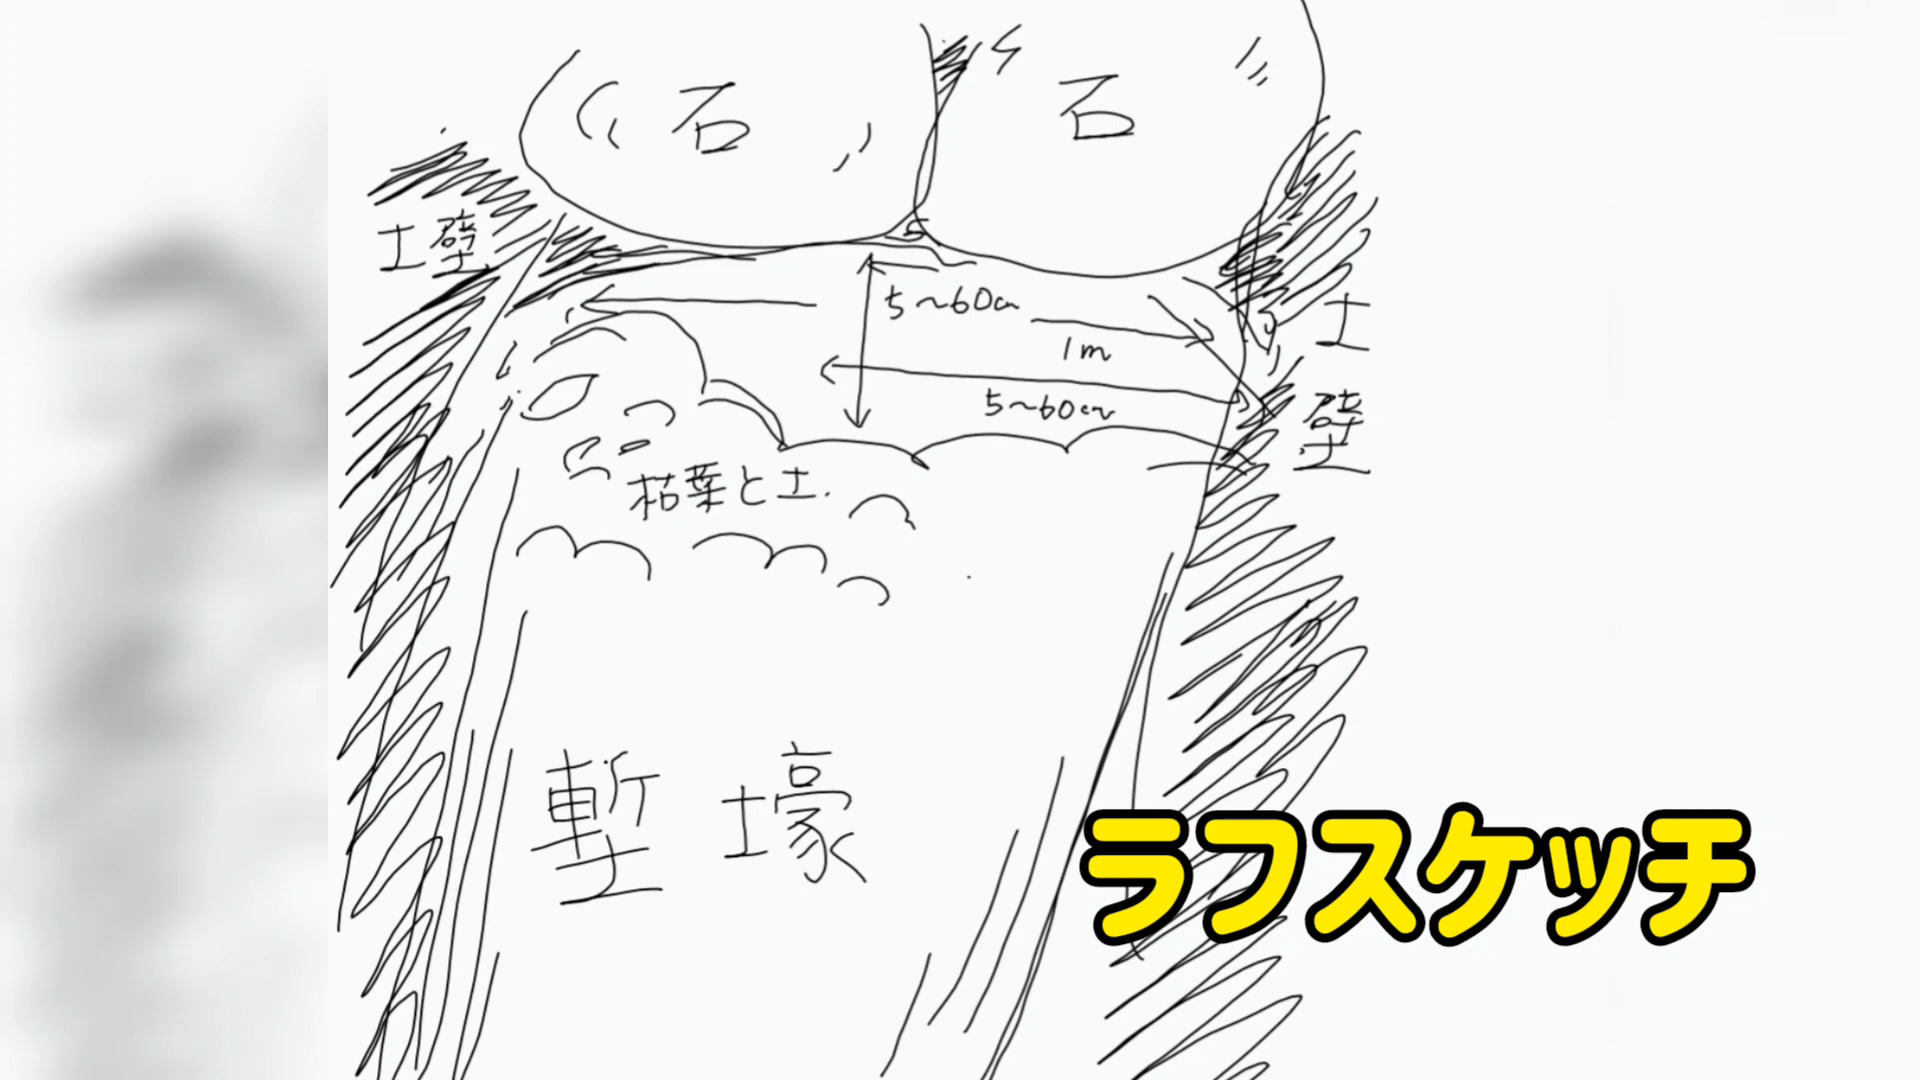 石
石
土壁
5~60cm
1m
5~60cm
土壁
枯葉と土.
塹壕
ラフスケッチ